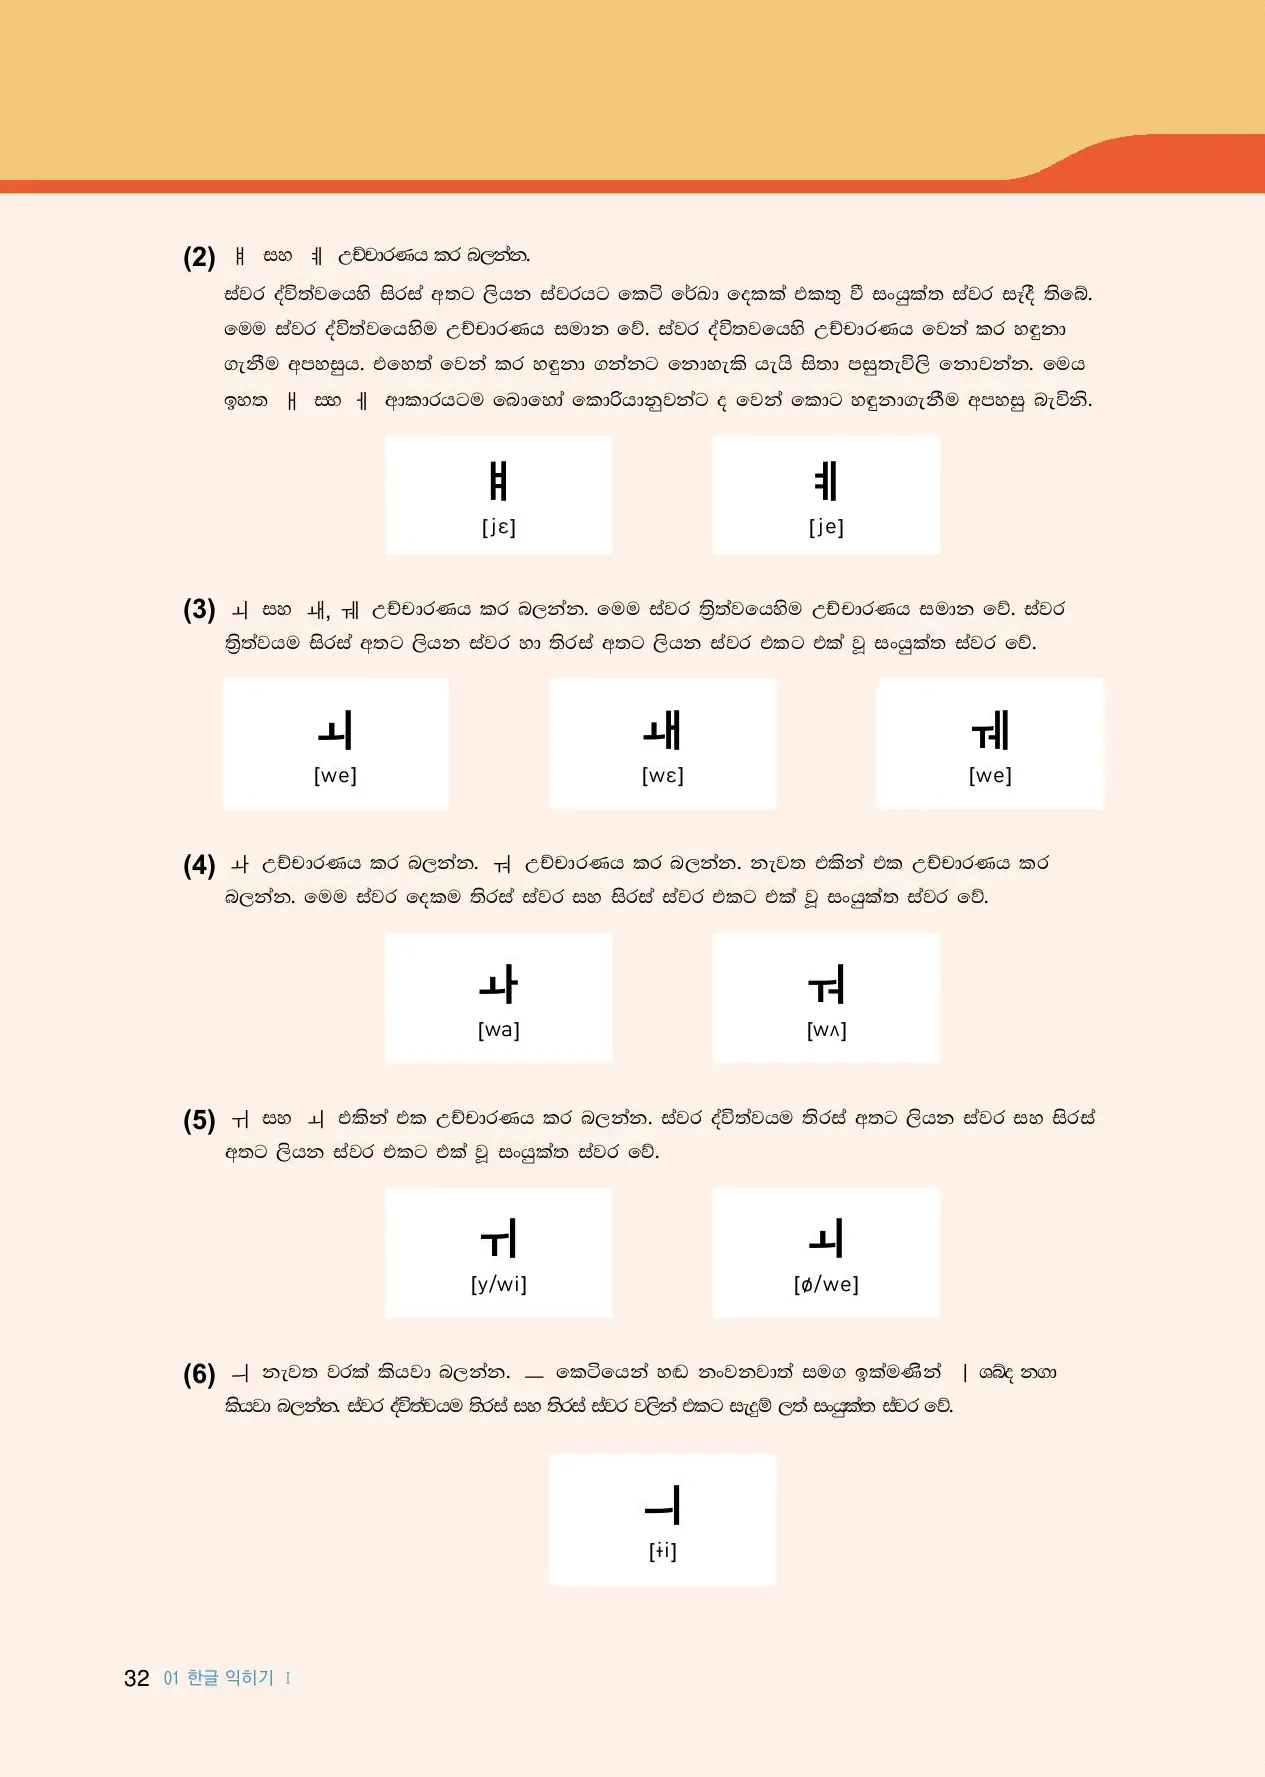 (2) ㅒ සහ ㅖ උච්චාරණය කර බලන්න.
ස්වර ද්විත්වයෙහි සිරස් අතට ලියන ස්වරයට කෙටි රේඛා දෙකක් එකතු වී සංයුක්ත ස්වර සෑදී තිබේ.
මෙම ස්වර ද්විත්වයෙහිම උච්චාරණය සමාන වේ. ස්වර ද්විතවයෙහි උච්චාරණය වෙන් කර හඳුනා
ගැනීම අපහසුය. එහෙත් වෙන් කර හඳුනා ගන්නට නොහැකි යැයි සිතා පසුතැවිලි නොවන්න. මෙය
ඉහත ㅐ සහ ㅔ ආකාරයටම බොහෝ කොරියානුවන්ට ද වෙන් කොට හඳුනාගැනීම අපහසු බැවිනි.
ㅒ ㅖ
[jɛ] [je]
(3) ㅚ සහ ㅙ, ㅞ උච්චාරණය කර බලන්න. මෙම ස්වර ත්‍රිත්වයෙහිම උච්චාරණය සමාන වේ. ස්වර
ත්‍රිත්වයම සිරස් අතට ලියන ස්වර හා තිරස් අතට ලියන ස්වර එකට එක් වූ සංයුක්ත ස්වර වේ.
ㅚ ㅙ ㅞ
[we] [wɛ] [we]
(4) ㅘ උච්චාරණය කර බලන්න. ㅝ උච්චාරණය කර බලන්න. නැවත එකින් එක උච්චාරණය කර
බලන්න. මෙම ස්වර දෙකම තිරස් ස්වර සහ සිරස් ස්වර එකට එක් වූ සංයුක්ත ස්වර වේ.
ㅘ ㅝ
[wa] [wʌ]
(5) ㅟ සහ ㅚ එකින් එක උච්චාරණය කර බලන්න. ස්වර ද්විත්වයම තිරස් අතට ලියන ස්වර සහ සිරස්
අතට ලියන ස්වර එකට එක් වූ සංයුක්ත ස්වර වේ.
ㅟ ㅚ
[y/wi] [ø/we]
(6) ㅢ නැවත වරක් කියවා බලන්න. ㅡ කෙටියෙන් හඬ නංවනවාත් සමග ඉක්මණින් ㅣ ශබ්ද නගා
කියවා බලන්න. ස්වර ද්විත්වයම තිරස් සහ තිරස් ස්වර වලින් එකට සැදුම් ලත් සංයුක්ත ස්වර වේ.
ㅢ
[ɨi]
32 01 한글 익히기 Ⅰ